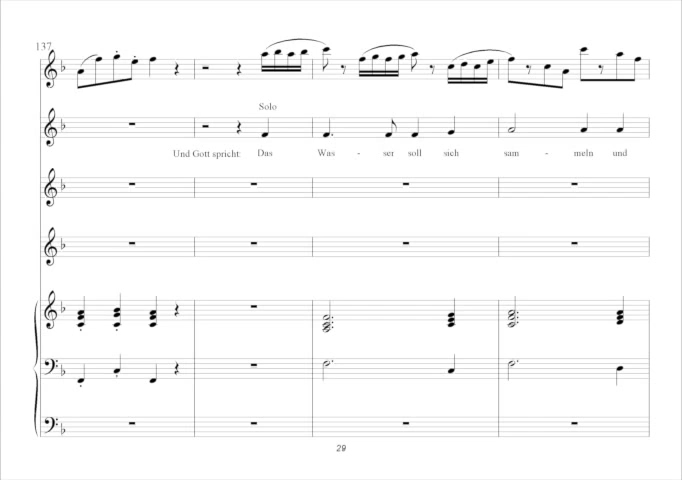 137
Solo
Und Gott spricht: Das Was - ser soll sich sam - meln und
29